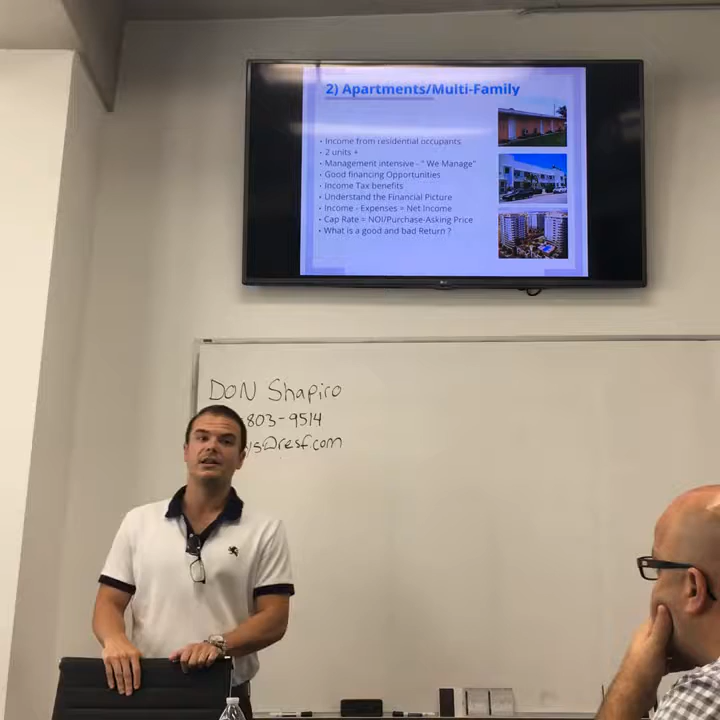 2) Apartments/Multi-Family
• Income from residential occupants
• 2 units +
• Management intensive - " We Manage"
• Good financing Opportunities
• Income Tax benefits
• Understand the Financial Picture
• Income - Expenses = Net Income
• Cap Rate = NOI/Purchase-Asking Price
• What is a good and bad Return ?
LG
DON Shapiro
803-9514
ys@resf.com